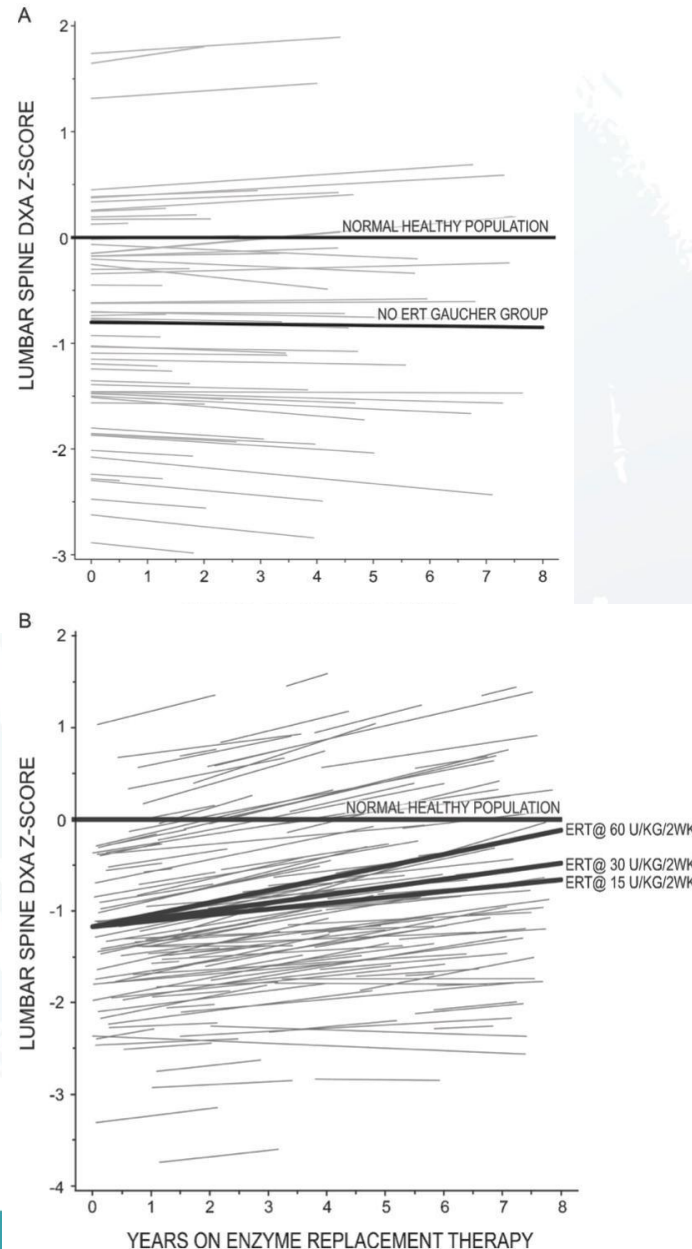 A
2
1
0
-1
-2
-3
LUMBAR SPINE DXA Z-SCORE
NORMAL HEALTHY POPULATION
NO ERT GAUCHER GROUP
0 1 2 3 4 5 6 7 8
B
2
1
0
-1
-2
-3
-4
LUMBAR SPINE DXA Z-SCORE
NORMAL HEALTHY POPULATION
ERT@ 60 U/KG/2WK
ERT@ 30 U/KG/2WK
ERT@ 15 U/KG/2WK
0 1 2 3 4 5 6 7 8
YEARS ON ENZYME REPLACEMENT THERAPY